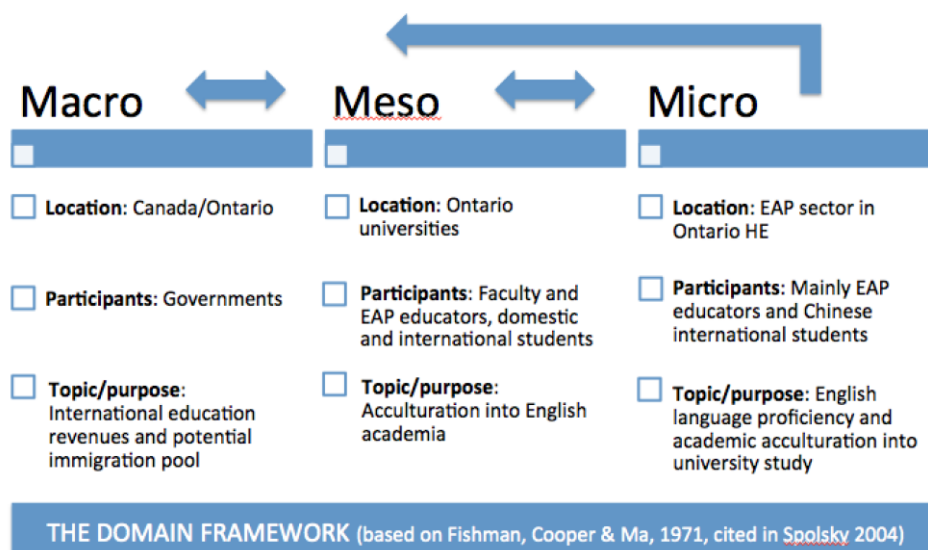 Macro
Meso
Micro
Location: Canada/Ontario
Participants: Governments
Topic/purpose:
International education
revenues and potential
immigration pool
Location: Ontario
universities
Participants: Faculty and
EAP educators, domestic
and international students
Topic/purpose:
Acculturation into English
academia
Location: EAP sector in
Ontario HE
Participants: Mainly EAP
educators and Chinese
international students
Topic/purpose: English
language proficiency and
academic acculturation into
university study
THE DOMAIN FRAMEWORK (based on Fishman, Cooper & Ma, 1971, cited in Spolsky 2004)